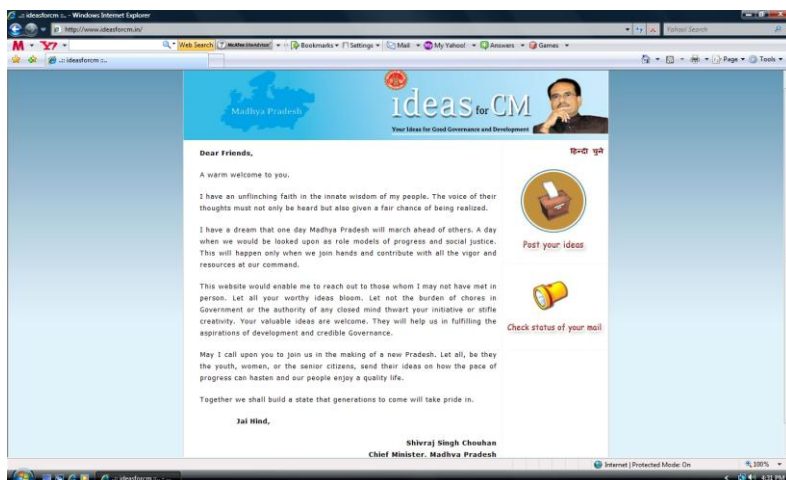 ..:: ideasforcm ::.. - Windows Internet Explorer
http://www.ideasforcm.in/
Yahoo! Search
Web Search
Bookmarks
Settings
Mail
My Yahoo!
Answers
Games
..:: ideasforcm ::..
Page
Tools
Madhya Pradesh
ideas for CM
Your Ideas for Good Governance and Development
हिन्दी चुने
Dear Friends,
A warm welcome to you.
I have an unflinching faith in the innate wisdom of my people. The voice of their
thoughts must not only be heard but also given a fair chance of being realized.
I have a dream that one day Madhya Pradesh will march ahead of others. A day
when we would be looked upon as role models of progress and social justice.
This will happen only when we join hands and contribute with all the vigor and
resources at our command.
This website would enable me to reach out to those whom I may not have met in
person. Let all your worthy ideas bloom. Let not the burden of chores in
Government or the authority of any closed mind thwart your initiative or stifle
creativity. Your valuable ideas are welcome. They will help us in fulfilling the
aspirations of development and credible Governance.
May I call upon you to join us in the making of a new Pradesh. Let all, be they
the youth, women, or the senior citizens, send their ideas on how the pace of
progress can hasten and our people enjoy a quality life.
Together we shall build a state that generations to come will take pride in.
Jai Hind,
Shivraj Singh Chouhan
Chief Minister, Madhya Pradesh
Post your ideas
Check status of your mail
Internet | Protected Mode: On
100%
4:31 PM